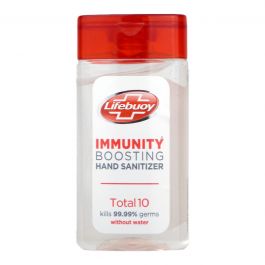 Lifebuoy
IMMUNITY
BOOSTING
HAND SANITIZER
Total 10
kills 99.99% germs
without water